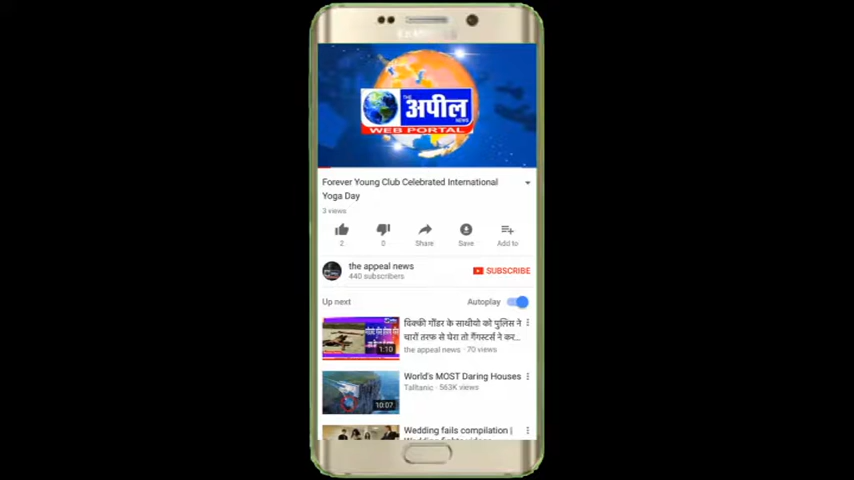 THE
अपील
NEWS
WEB PORTAL
Forever Young Club Celebrated International
Yoga Day
3 views
2
0
Share
Save
Add to
the appeal news
440 subscribers
SUBSCRIBE
Up next
Autoplay
विक्की गौंडर के साथीयो को पुलिस ने
चारों तरफ से घेरा तो गैंगस्टर्स ने कर...
the appeal news · 70 views
1:10
World's MOST Daring Houses
Talltanic · 563K views
10:07
Wedding fails compilation |